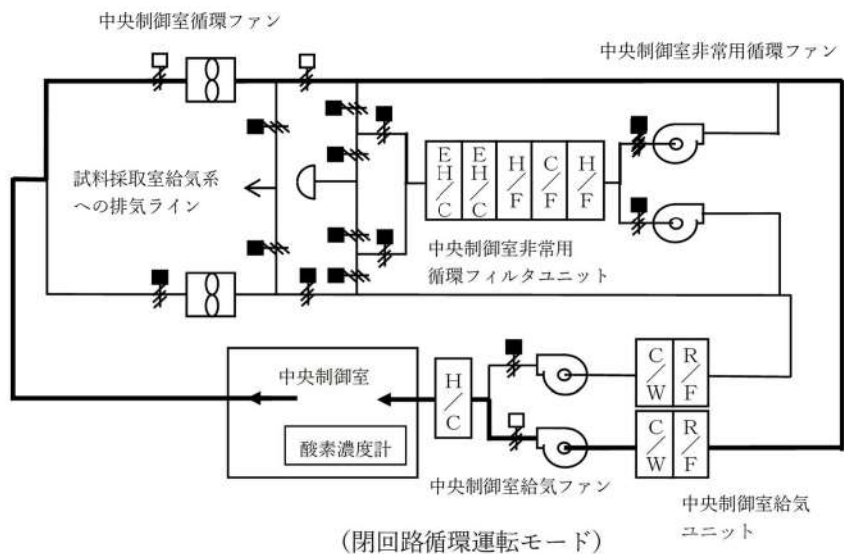 中央制御室循環ファン
中央制御室非常用循環ファン
試料採取室給気系
への排気ライン
E
H
/
C
E
H
/
C
H
/
F
C
/
F
H
/
F
中央制御室非常用
循環フィルタユニット
中央制御室
酸素濃度計
H
/
C
C
/
W
R
/
F
C
/
W
R
/
F
中央制御室給気ファン
中央制御室給気
ユニット
(閉回路循環運転モード)